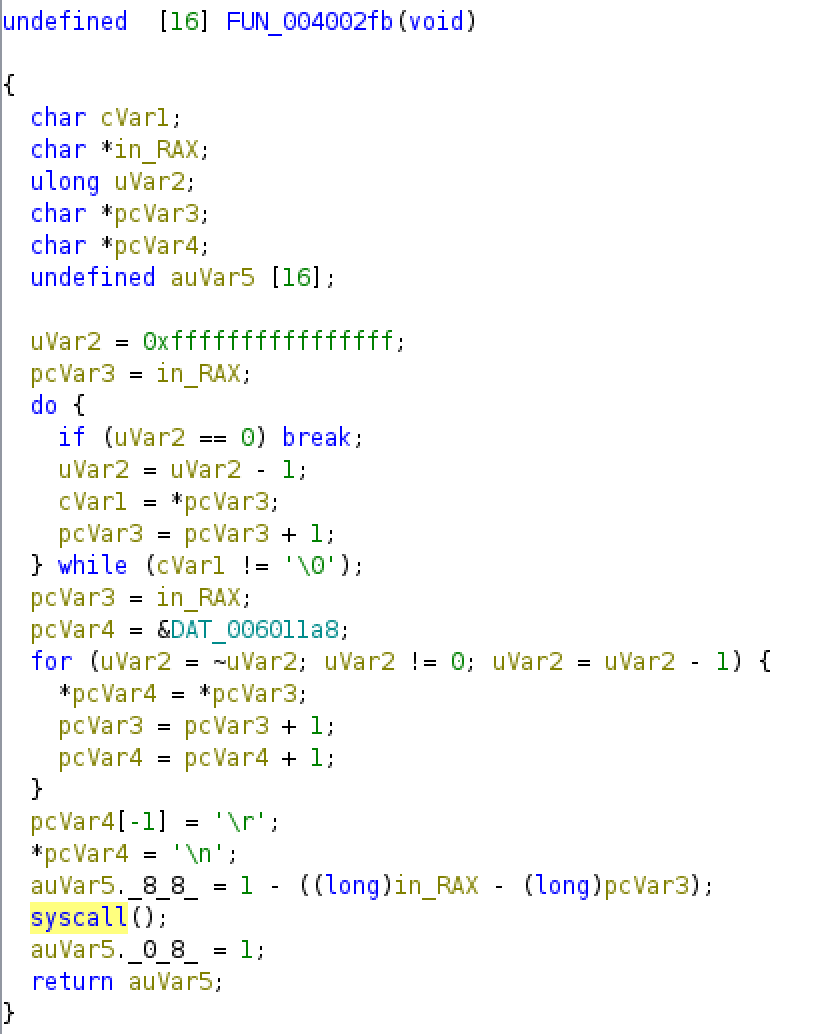 undefined  [16] FUN_004002fb(void)
{
  char cVar1;
  char *in_RAX;
  ulong uVar2;
  char *pcVar3;
  char *pcVar4;
  undefined auVar5 [16];
  uVar2 = 0xffffffffffffffff;
  pcVar3 = in_RAX;
  do {
    if (uVar2 == 0) break;
    uVar2 = uVar2 - 1;
    cVar1 = *pcVar3;
    pcVar3 = pcVar3 + 1;
  } while (cVar1 != '\0');
  pcVar3 = in_RAX;
  pcVar4 = &DAT_006011a8;
  for (uVar2 = ~uVar2; uVar2 != 0; uVar2 = uVar2 - 1) {
    *pcVar4 = *pcVar3;
    pcVar3 = pcVar3 + 1;
    pcVar4 = pcVar4 + 1;
  }
  pcVar4[-1] = '\r';
  *pcVar4 = '\n';
  auVar5._8_8_ = 1 - ((long)in_RAX - (long)pcVar3);
  syscall();
  auVar5._0_8_ = 1;
  return auVar5;
}